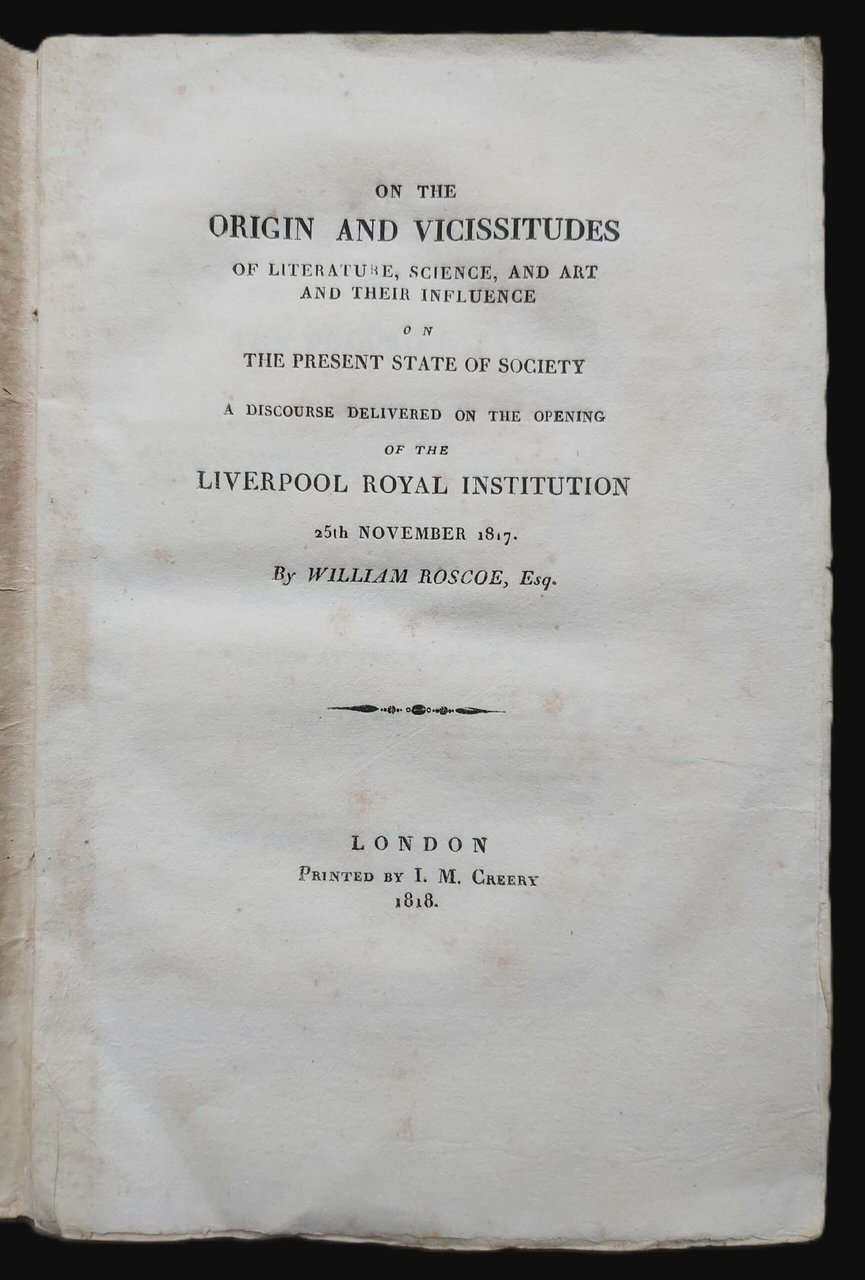 ON THE
ORIGIN AND VICISSITUDES
OF LITERATURE, SCIENCE, AND ART
AND THEIR INFLUENCE
ON
THE PRESENT STATE OF SOCIETY
A DISCOURSE DELIVERED ON THE OPENING
OF THE
LIVERPOOL ROYAL INSTITUTION
25th NOVEMBER 1817.
By WILLIAM ROSCOE, Esq.
LONDON
PRINTED BY I. M. CREERY
1818.